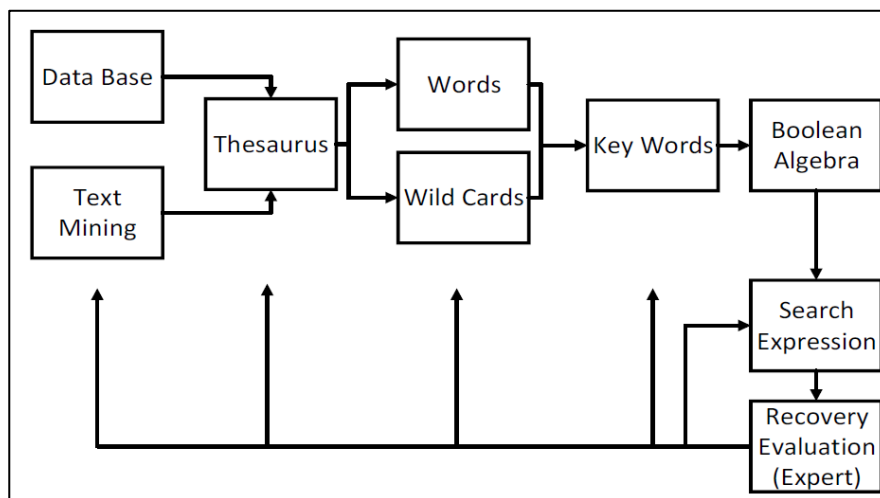 Data Base
Text
Mining
Thesaurus
Words
Wild Cards
Key Words
Boolean
Algebra
Search
Expression
Recovery
Evaluation
(Expert)